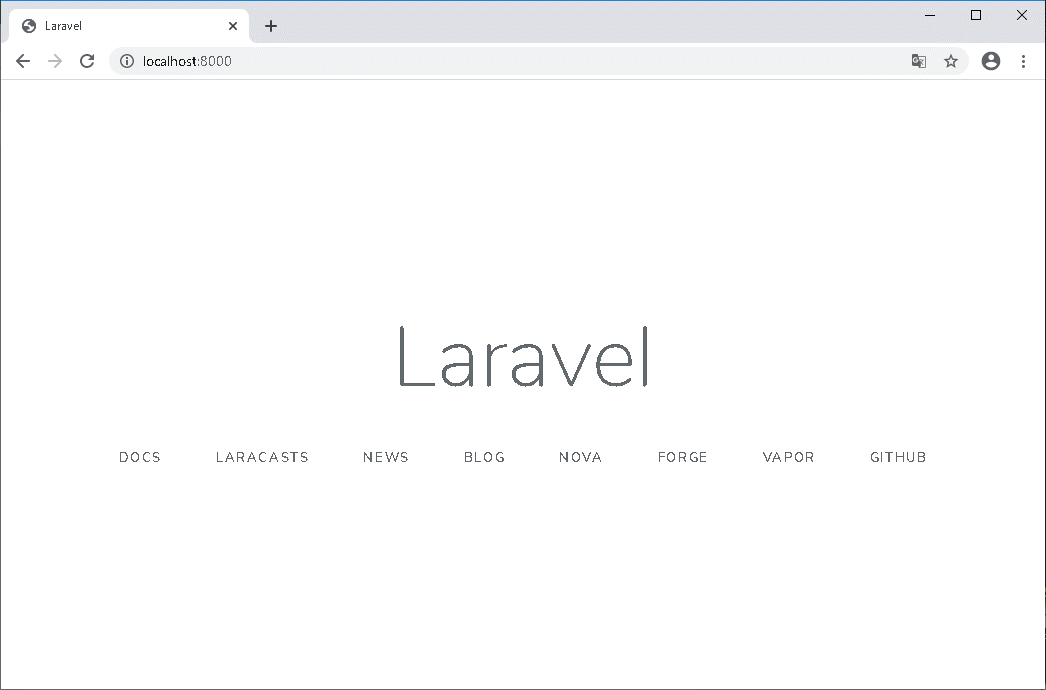 Laravel
localhost:8000
Laravel
DOCS LARACASTS NEWS BLOG NOVA FORGE VAPOR GITHUB